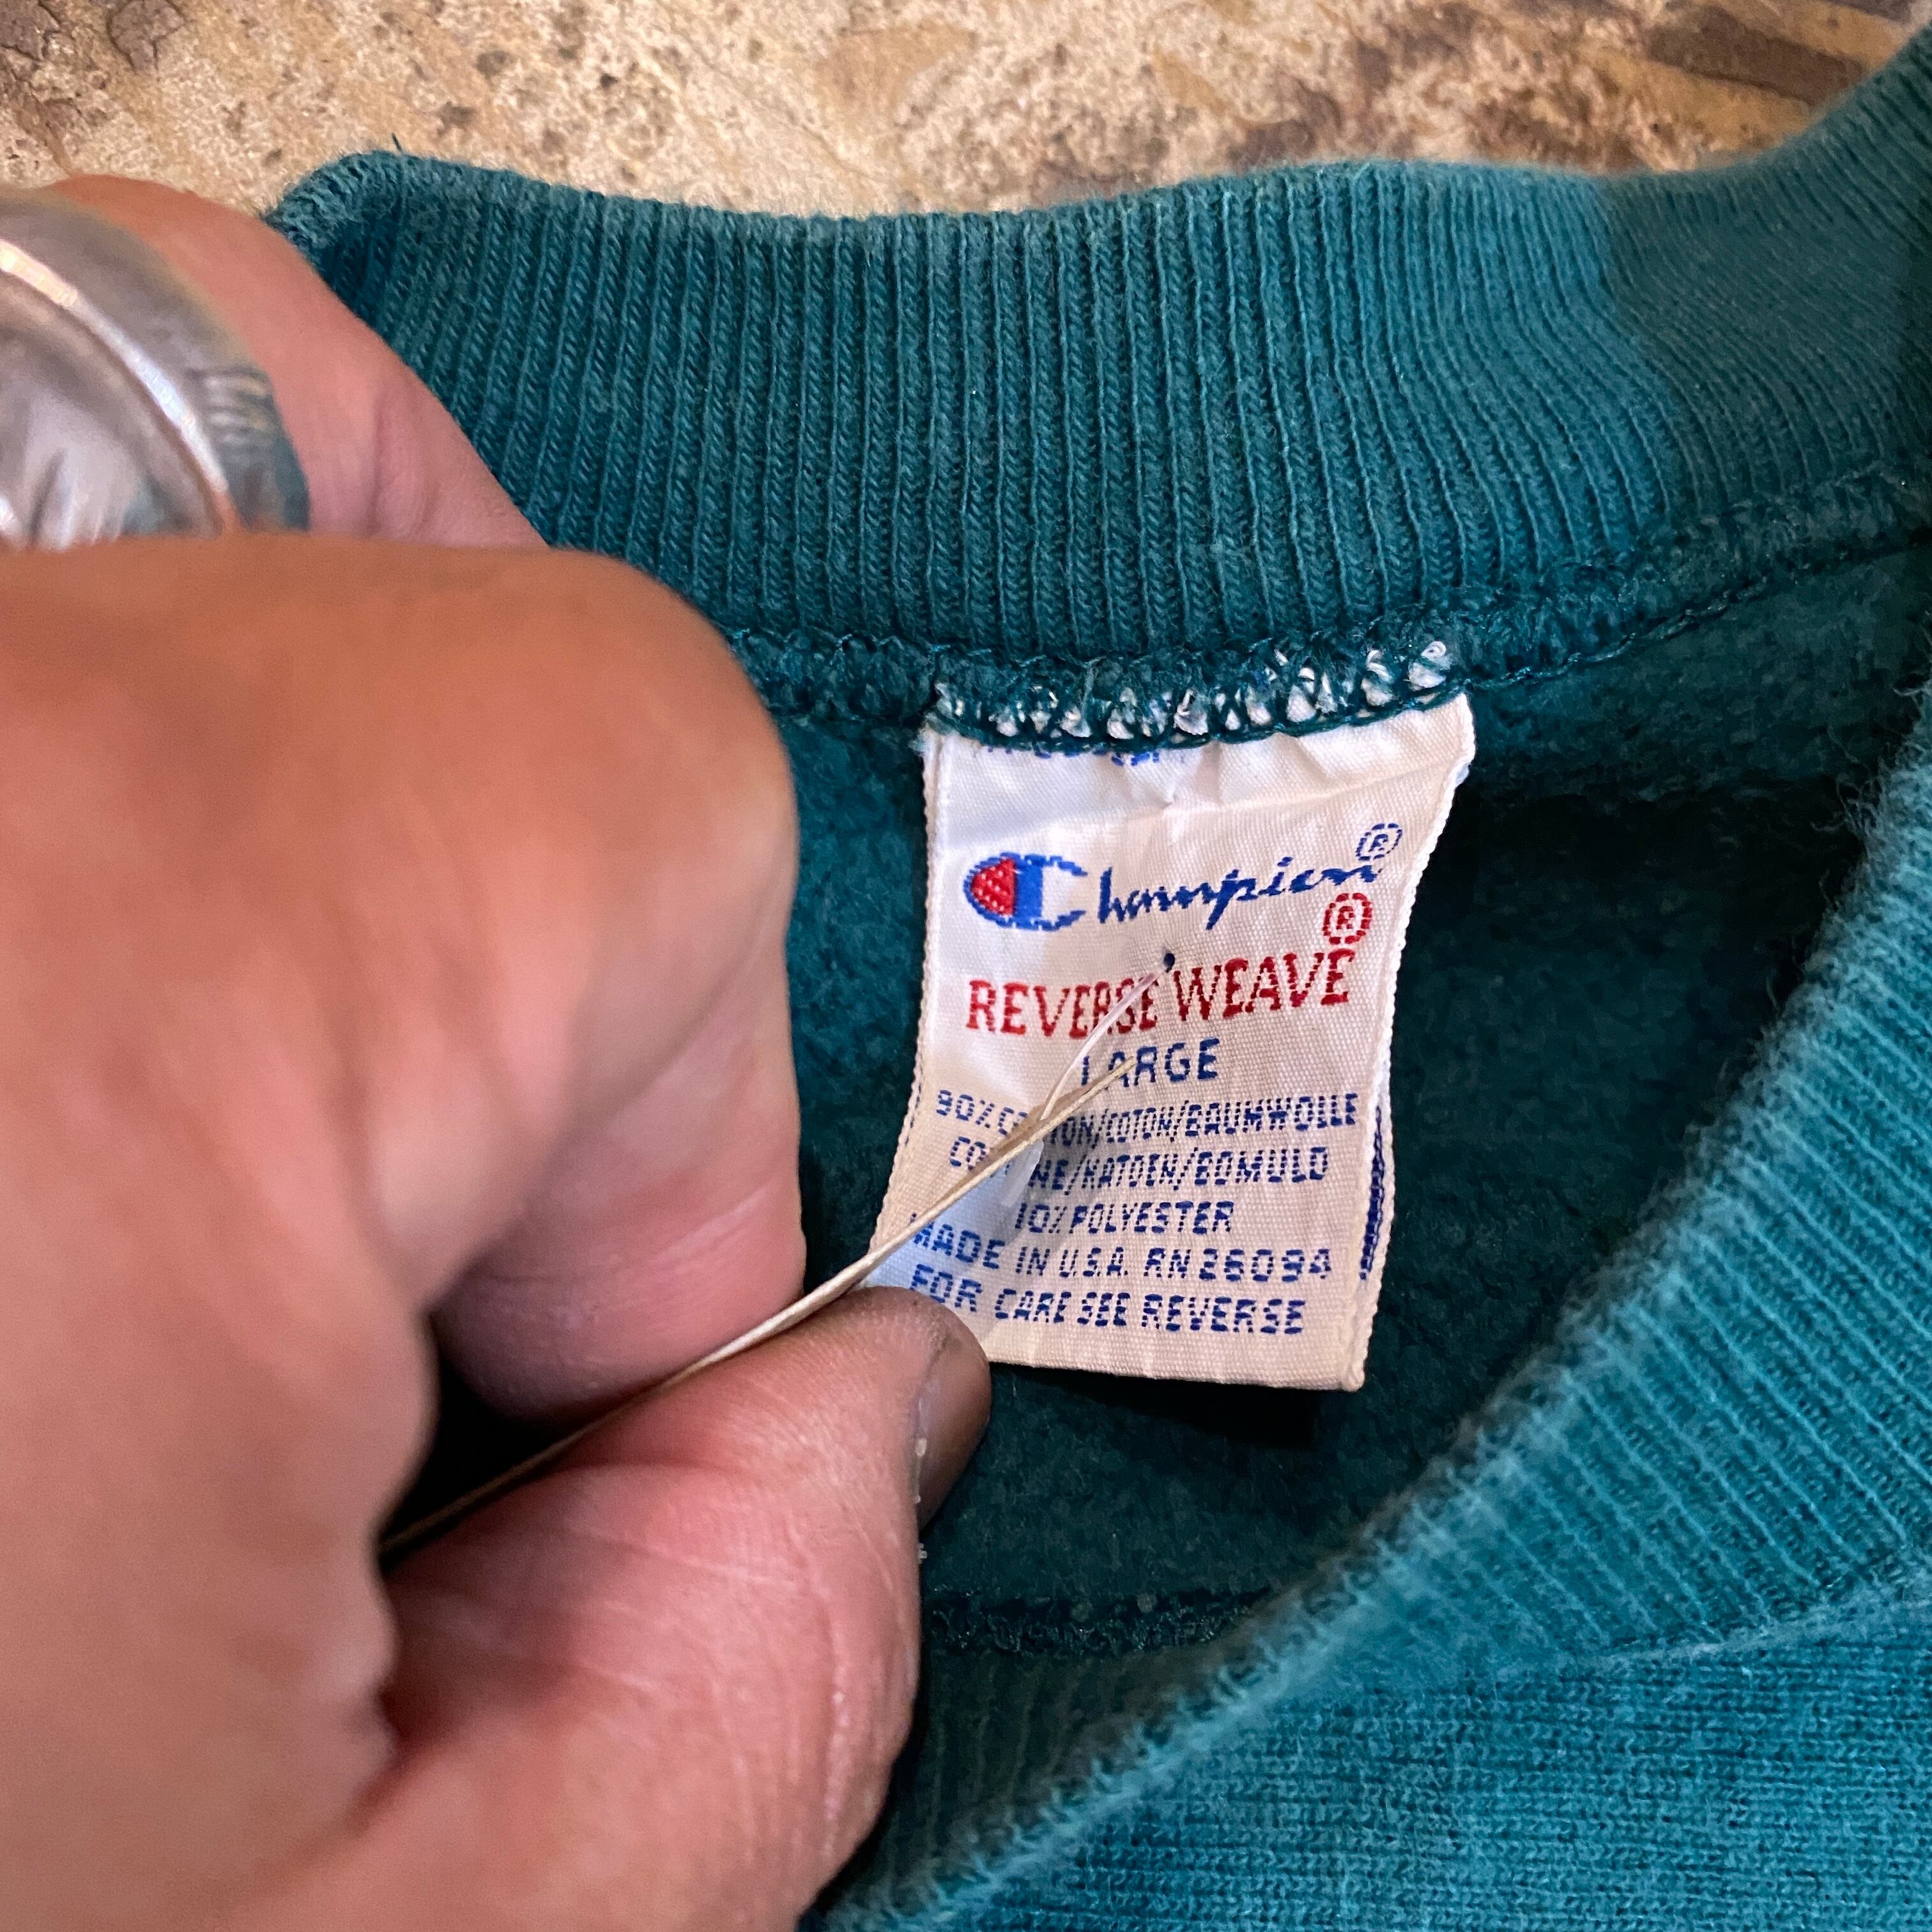 Champion®
REVERSE WEAVE®
LARGE
90% COTTON/COTON/BAUMWOLLE
/KATOEN/BOMULD
10% POLYESTER
MADE IN U.S.A. RN 26094
FOR CARE SEE REVERSE